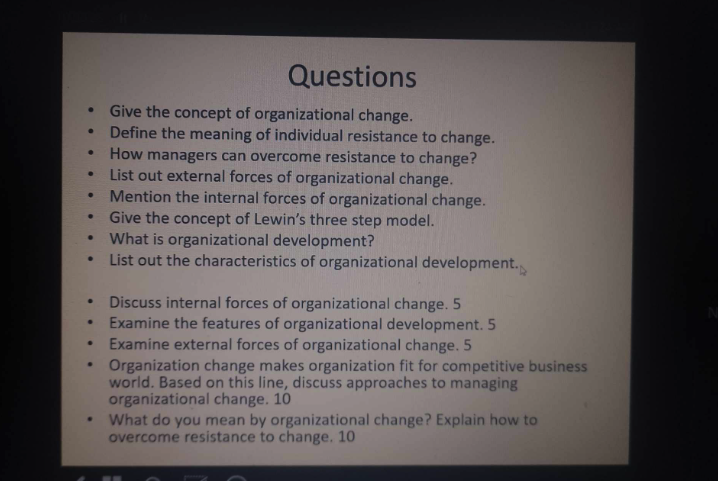 Questions
• Give the concept of organizational change.
• Define the meaning of individual resistance to change.
• How managers can overcome resistance to change?
• List out external forces of organizational change.
• Mention the internal forces of organizational change.
• Give the concept of Lewin's three step model.
• What is organizational development?
• List out the characteristics of organizational development.
• Discuss internal forces of organizational change. 5
• Examine the features of organizational development. 5
• Examine external forces of organizational change. 5
• Organization change makes organization fit for competitive business
world. Based on this line, discuss approaches to managing
organizational change. 10
• What do you mean by organizational change? Explain how to
overcome resistance to change. 10